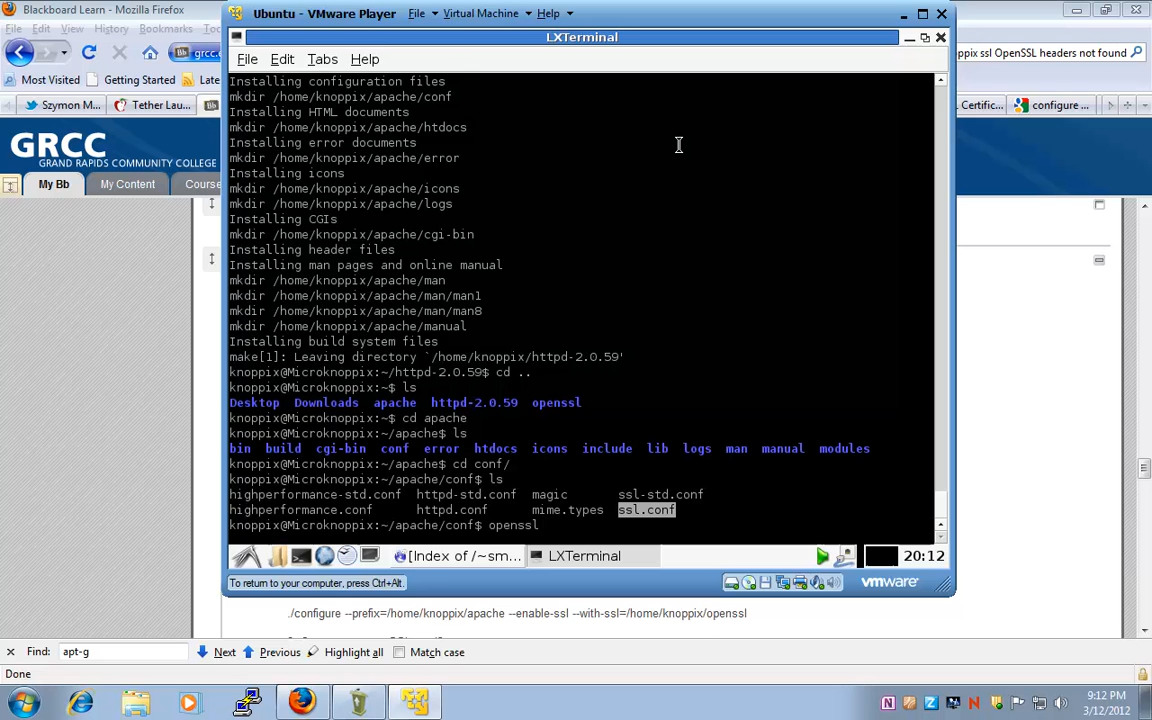 Blackboard Learn - Mozilla Firefox
File Edit View History Bookmarks
Ubuntu - VMware Player File Virtual Machine Help
LXTerminal
grcc.e
ppix ssl OpenSSL headers not found
File Edit Tabs Help
Most Visited Getting Started
Szymon M... Tether Lau...
Certific... configure ...
GRCC
GRAND RAPIDS COMMUNITY COLLEGE
My Bb My Content Course
Installing configuration files
mkdir /home/knoppix/apache/conf
Installing HTML documents
mkdir /home/knoppix/apache/htdocs
Installing error documents
mkdir /home/knoppix/apache/error
Installing icons
mkdir /home/knoppix/apache/icons
mkdir /home/knoppix/apache/logs
Installing CGIs
mkdir /home/knoppix/apache/cgi-bin
Installing header files
Installing man pages and online manual
mkdir /home/knoppix/apache/man
mkdir /home/knoppix/apache/man/man1
mkdir /home/knoppix/apache/man/man8
mkdir /home/knoppix/apache/manual
Installing build system files
make[1]: Leaving directory `/home/knoppix/httpd-2.0.59'
knoppix@Microknoppix:~/httpd-2.0.59$ cd ..
knoppix@Microknoppix:~$ ls
Desktop Downloads apache httpd-2.0.59 openssl
knoppix@Microknoppix:~$ cd apache
knoppix@Microknoppix:~/apache$ ls
bin build cgi-bin conf error htdocs icons include lib logs man manual modules
knoppix@Microknoppix:~/apache$ cd conf/
knoppix@Microknoppix:~/apache/conf$ ls
highperformance-std.conf httpd-std.conf magic ssl-std.conf
highperformance.conf httpd.conf mime.types ssl.conf
knoppix@Microknoppix:~/apache/conf$ openssl
[Index of /~sm... LXTerminal 20:12
To return to your computer, press Ctrl+Alt. vmware
./configure --prefix=/home/knoppix/apache --enable-ssl --with-ssl=/home/knoppix/openssl
Find: apt-g Next Previous Highlight all Match case
Done
9:12 PM
3/12/2012